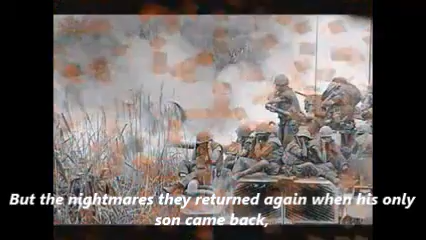 But the nightmares they returned again when his only
son came back,